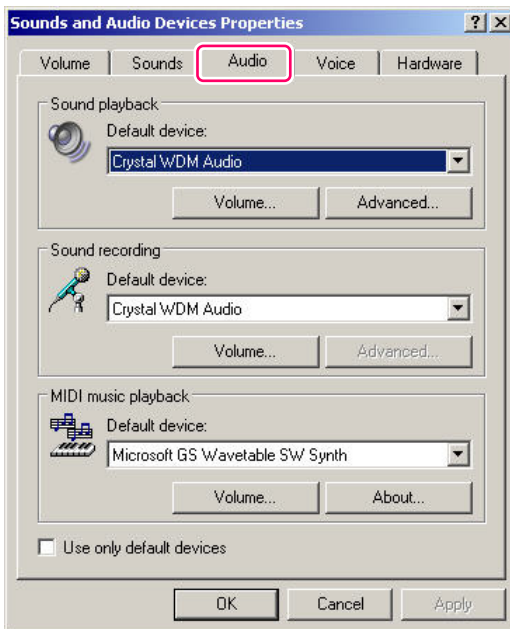 Sounds and Audio Devices Properties
Volume Sounds Audio Voice Hardware
Sound playback
Default device:
Crystal WDM Audio
Volume... Advanced...
Sound recording
Default device:
Crystal WDM Audio
Volume... Advanced...
MIDI music playback
Default device:
Microsoft GS Wavetable SW Synth
Volume... About...
Use only default devices
OK Cancel Apply